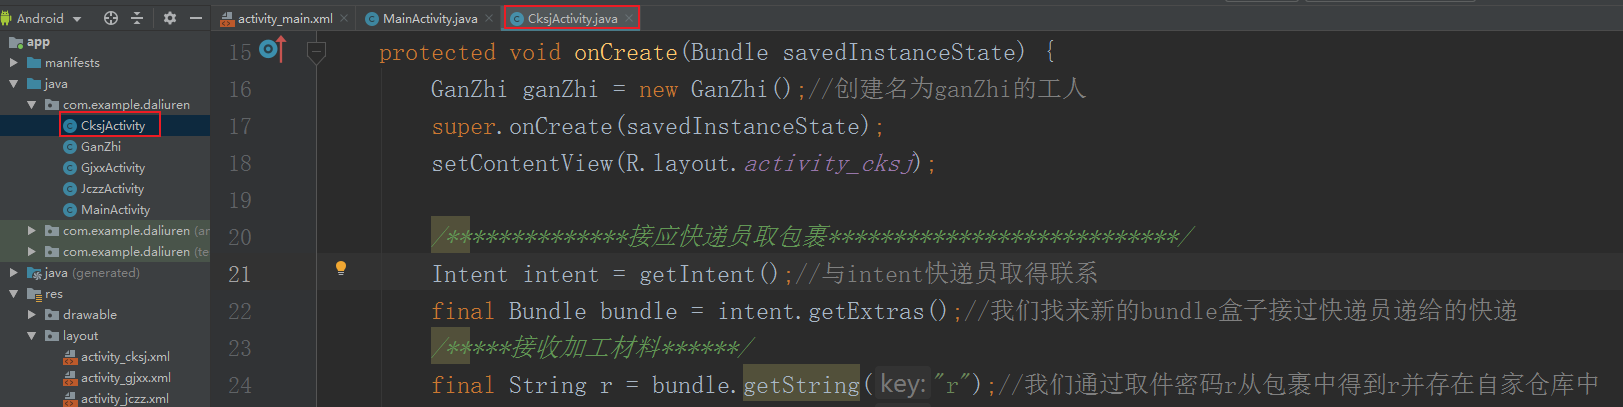 Android
app
manifests
java
com.example.daliuren
CksjActivity
GanZhi
GjxxActivity
JczzActivity
MainActivity
com.example.daliuren (an
com.example.daliuren (te
java (generated)
res
drawable
layout
activity_cksj.xml
activity_gjxx.xml
activity_jczz.xml
activity_main.xml MainActivity.java CksjActivity.java
15 protected void onCreate(Bundle savedInstanceState) {
16 GanZhi ganZhi = new GanZhi();//创建名为ganZhi的工人
17 super.onCreate(savedInstanceState);
18 setContentView(R.layout.activity_cksj);
19
20 /**************接应快递员取包裹***************************/
21 Intent intent = getIntent();//与intent快递员取得联系
22 final Bundle bundle = intent.getExtras();//我们找来新的bundle盒子接过快递员递给的快递
23 /*****接收加工材料******/
24 final String r = bundle.getString( key: "r");//我们通过取件密码r从包裹中得到r并存在自家仓库中